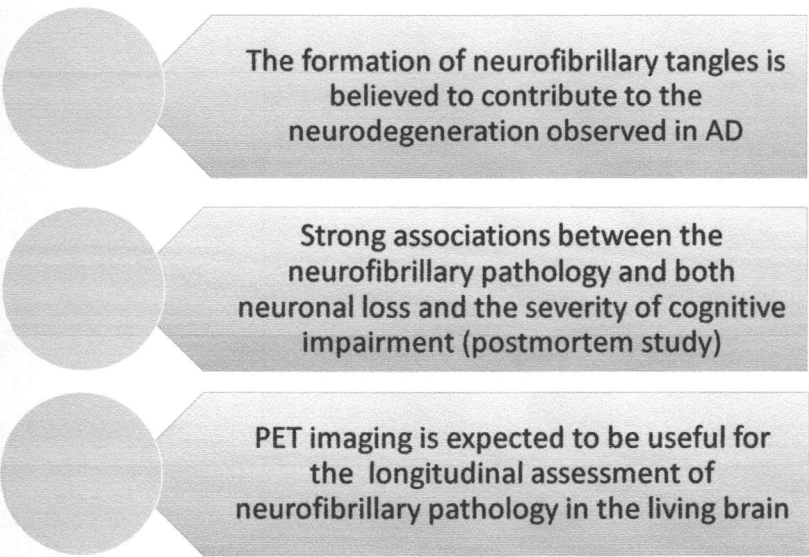 The formation of neurofibrillary tangles is
believed to contribute to the
neurodegeneration observed in AD
Strong associations between the
neurofibrillary pathology and both
neuronal loss and the severity of cognitive
impairment (postmortem study)
PET imaging is expected to be useful for
the longitudinal assessment of
neurofibrillary pathology in the living brain